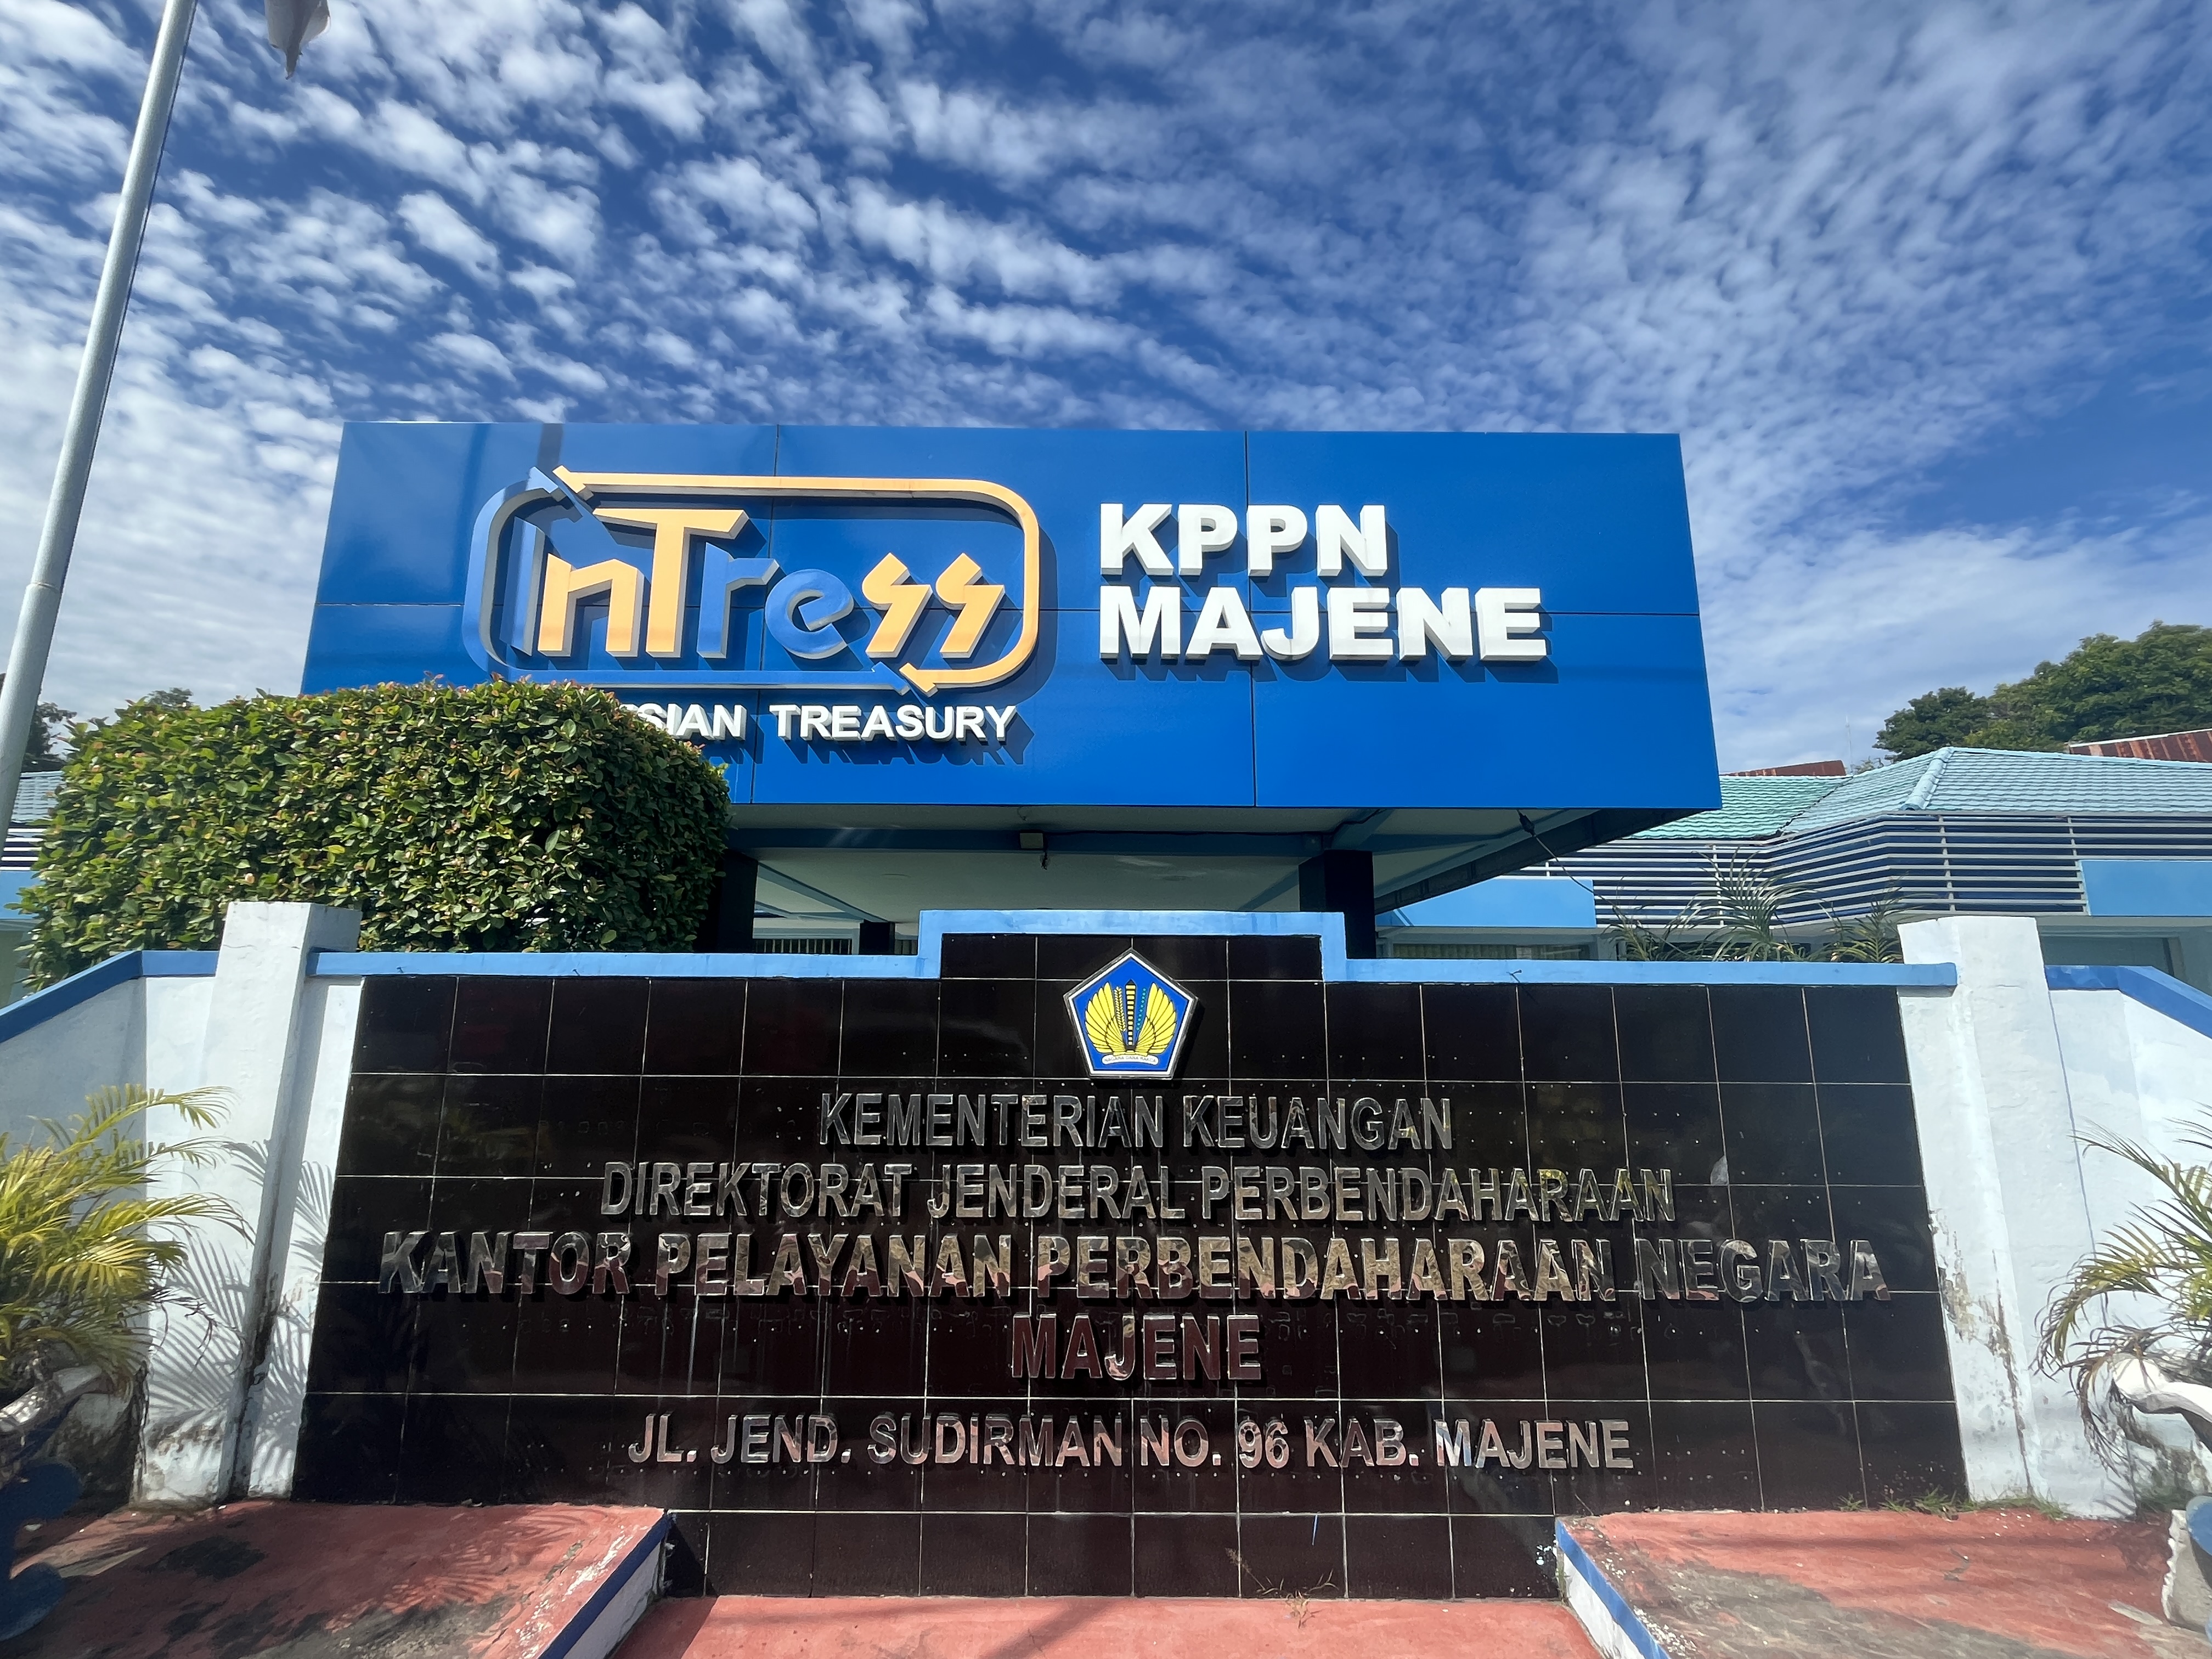 InTress
KPPN
MAJENE
TREASURY
KEMENTERIAN KEUANGAN
DIREKTORAT JENDERAL PERBENDAHARAAN
KANTOR PELAYANAN PERBENDAHARAAN NEGARA
MAJENE
JL. JEND. SUDIRMAN NO. 96 KAB. MAJENE